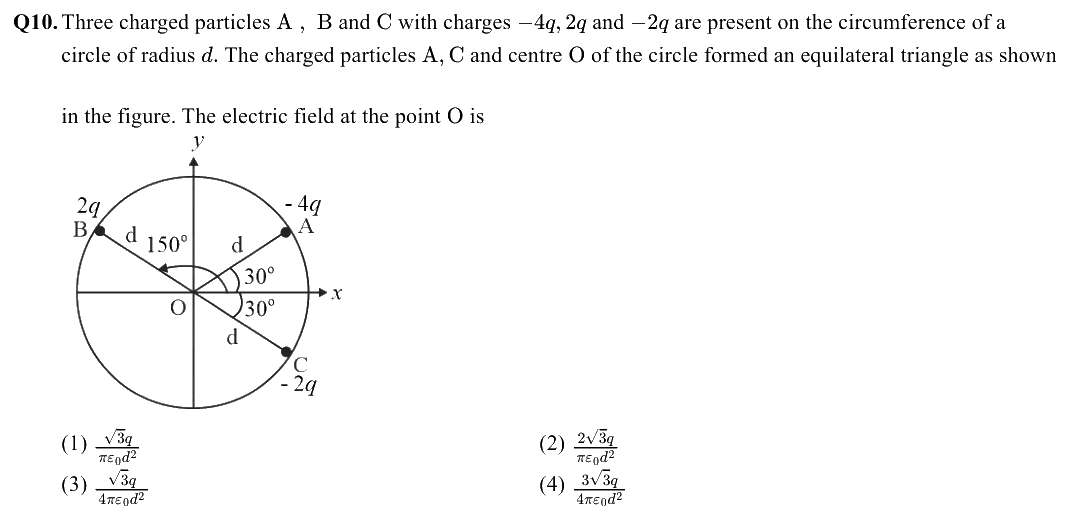 Q10. Three charged particles A , B and C with charges −4q, 2q and −2q are present on the circumference of a
circle of radius d. The charged particles A, C and centre O of the circle formed an equilateral triangle as shown
in the figure. The electric field at the point O is
y
2q
- 4q
B
d
150°
d
A
30°
x
O
30°
d
C
- 2q
(1) √3q/πε₀d²
(2) 2√3q/πε₀d²
(3) √3q/4πε₀d²
(4) 3√3q/4πε₀d²